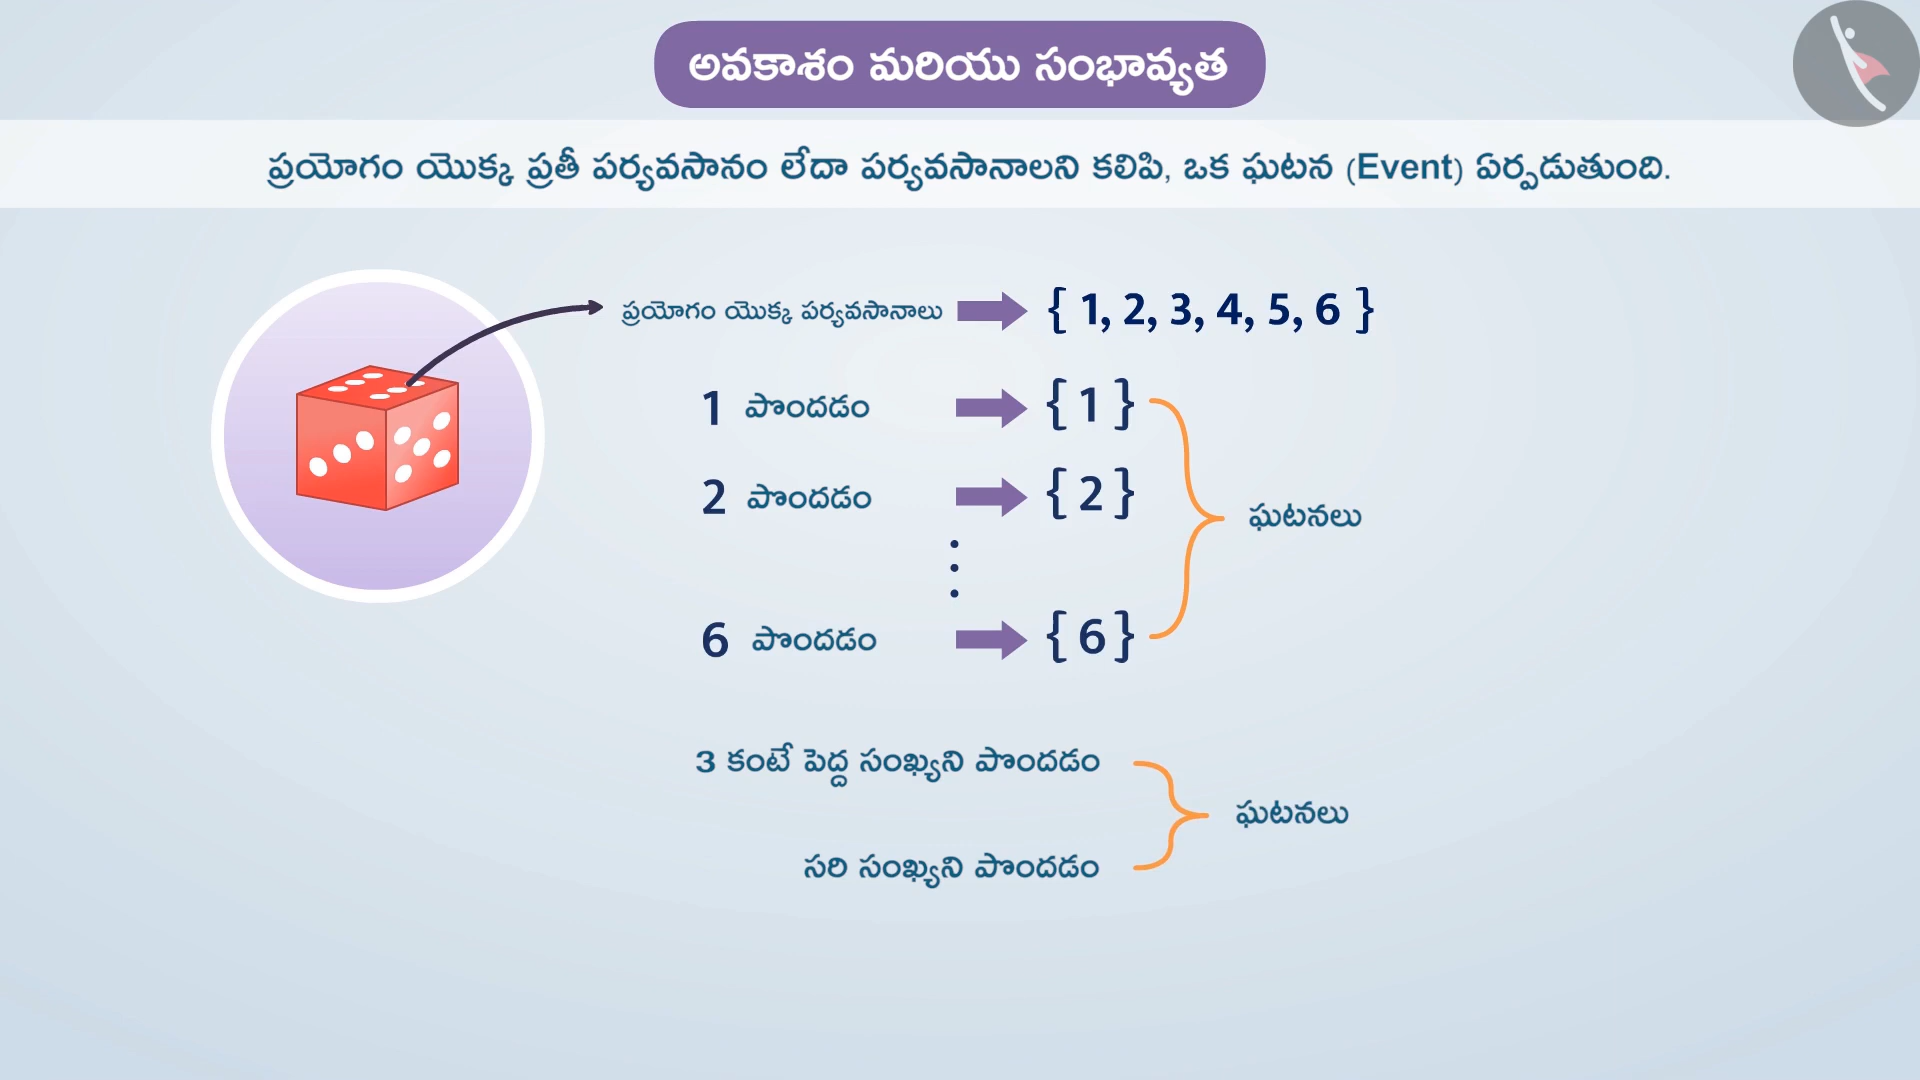 అవకాశం మరియు సంభావ్యత
ప్రయోగం యొక్క ప్రతీ పర్యవసానం లేదా పర్యవసానాలని కలిపి, ఒక ఘటన (Event) ఏర్పడుతుంది.
ప్రయోగం యొక్క పర్యవసానాలు { 1, 2, 3, 4, 5, 6 }
1 పొందడం { 1 }
2 పొందడం { 2 }
ఘటనలు
6 పొందడం { 6 }
3 కంటే పెద్ద సంఖ్యని పొందడం
ఘటనలు
సరి సంఖ్యని పొందడం